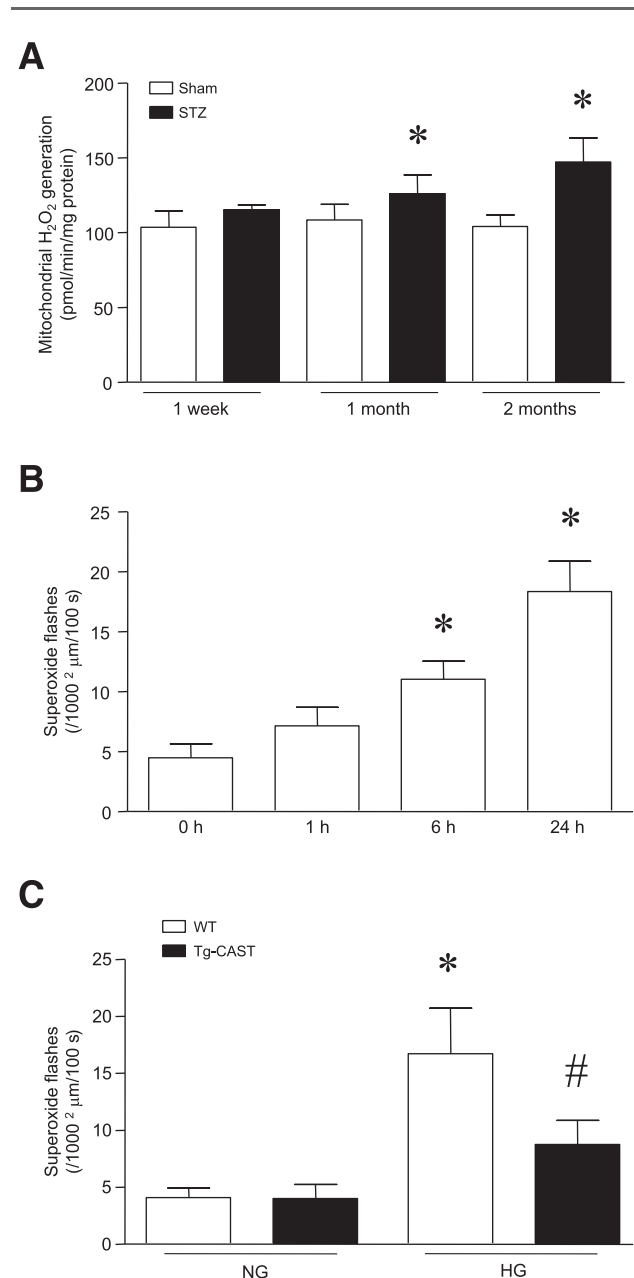 A
Sham
STZ
Mitochondrial H₂O₂ generation
(pmol/min/mg protein)
200
150
100
50
0
*
*
1 week
1 month
2 months
B
Superoxide flashes
(/1000 ² µm/100 s)
25
20
15
10
5
0
*
*
0 h
1 h
6 h
24 h
C
WT
Tg-CAST
Superoxide flashes
(/1000 ² µm/100 s)
25
20
15
10
5
0
*
#
NG
HG